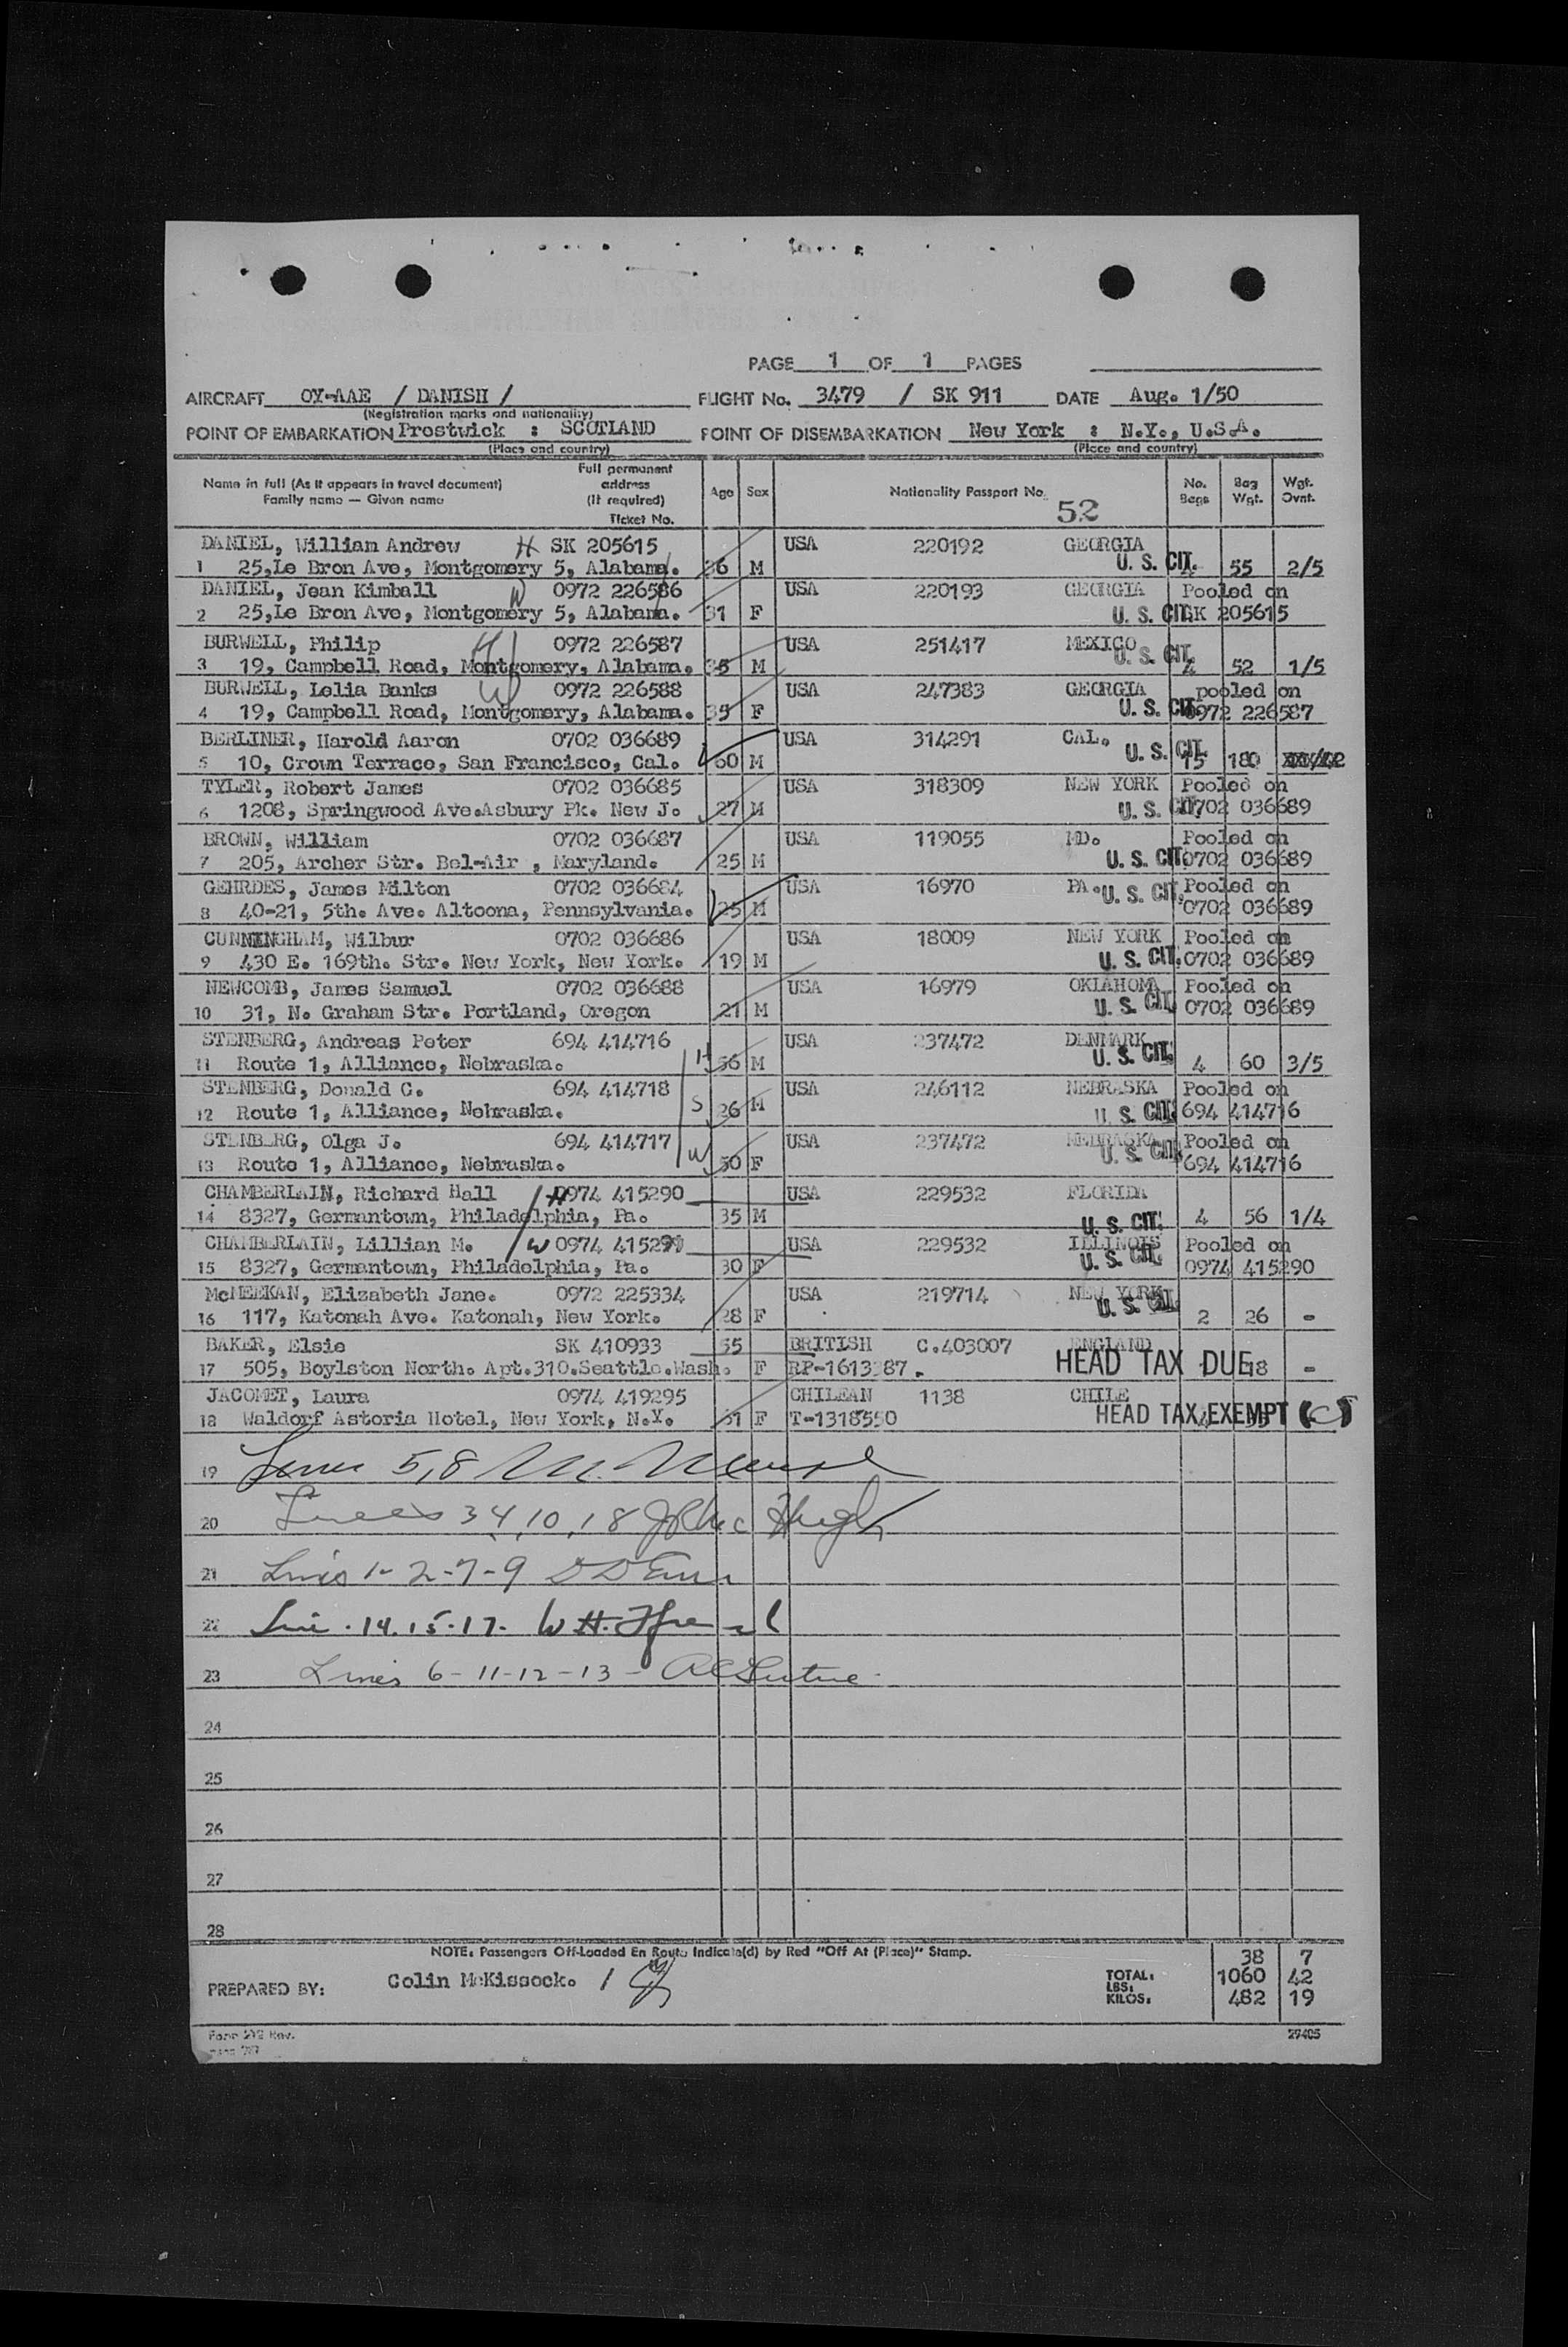 PAGE 1 OF 1 PAGES
AIRCRAFT OY-AAE / DANISH / FLIGHT No. 3479 / SK 911 DATE Aug. 1/50
(Registration marks and nationality)
POINT OF EMBARKATION Prestwick : SCOTLAND POINT OF DISEMBARKATION New York : N.Y., U.S.A.
(Place and country) (Place and country)
Name in full (As it appears in travel document) Family name — Given name
Full permanent address (If required) Ticket No.
Age Sex Nationality Passport No. 52 No. Bags Bag Wgt. Wgt. Ovnt.
DANIEL, William Andrew H SK 205615 USA 220192 GEORGIA
1 25,Le Bron Ave, Montgomery 5, Alabama. 36 M U. S. CIT. 55 2/5
DANIEL, Jean Kimball W 0972 226586 USA 220193 GEORGIA Pooled on
2 25,Le Bron Ave, Montgomery 5, Alabama. 31 F U. S. CIT. SK 205615
BURWELL, Philip H 0972 226587 USA 251417 MEXICO
3 19, Campbell Road, Montgomery, Alabama. 35 M U. S. CIT. 4 52 1/5
BURWELL, Lelia Banks W 0972 226588 USA 247383 GEORGIA pooled on
4 19, Campbell Road, Montgomery, Alabama. 35 F U. S. CIT. 0972 226587
BERLINER, Harold Aaron 0702 036689 USA 314291 CAL.
5 10, Crown Terrace, San Francisco, Cal. 60 M U. S. CIT. 15 180
TYLER, Robert James 0702 036685 USA 318309 NEW YORK Pooled on
6 1208, Springwood Ave.Asbury Pk. New J. 27 M U. S. CIT. 0702 036689
BROWN, William 0702 036687 USA 119055 MD. Pooled on
7 205, Archer Str. Bel-Air , Maryland. 25 M U. S. CIT. 0702 036689
GEHRDES, James Milton 0702 036684 USA 16970 PA. U. S. CIT. Pooled on
8 40-21, 5th. Ave. Altoona, Pennsylvania. 25 M 0702 036689
CUNNINGHAM, Wilbur 0702 036686 USA 18009 NEW YORK Pooled on
9 430 E. 169th. Str. New York, New York. 19 M U. S. CIT. 0702 036689
NEWCOMB, James Samuel 0702 036688 USA 16979 OKLAHOMA Pooled on
10 31, N. Graham Str. Portland, Oregon 21 M U. S. CIT. 0702 036689
STENBERG, Andreas Peter 694 414716 H USA 237472 DENMARK
11 Route 1, Alliance, Nebraska. 56 M U. S. CIT. 4 60 3/5
STENBERG, Donald C. 694 414718 S USA 246112 NEBRASKA Pooled on
12 Route 1, Alliance, Nebraska. 26 M U. S. CIT. 694 414716
STENBERG, Olga J. 694 414717 W USA 237472 NEBRASKA Pooled on
13 Route 1, Alliance, Nebraska. 50 F U. S. CIT. 694 414716
CHAMBERLAIN, Richard Hall H 0974 415290 USA 229532 FLORIDA
14 8327, Germantown, Philadelphia, Pa. 35 M U. S. CIT. 4 56 1/4
CHAMBERLAIN, Lillian M. W 0974 USA 229532 ILLINOIS Pooled on
15 8327, Germantown, Philadelphia, Pa. 30 F U. S. CIT. 0974 415290
McMEEKAN, Elizabeth Jane. 0972 225334 USA 219714 NEW YORK
16 117, Katonah Ave. Katonah, New York. 28 F U. S. CIT. 2 26 -
BAKER, Elsie SK 410933 55 BRITISH C.403007 ENGLAND
17 505, Boylston North. Apt.310.Seattle.Wash. F RP-1613287. HEAD TAX DUE 18 -
JACOMET, Laura 0974 419295 CHILEAN 1138 CHILE
18 Waldorf Astoria Hotel, New York, N.Y. 61 F T-1318550 HEAD TAX EXEMPT (C)
19 Lines 5,8
20 Lines 3 4, 10, 18
21 Lines 1-2-7-9
22 Line . 14. 15. 17. W H.
23 Lines 6-11-12-13-
24
25
26
27
28
NOTE: Passengers Off-Loaded En Route Indicate(d) by Red "Off At (Place)" Stamp.
38 7
PREPARED BY: Colin McKissock. / TOTAL: LBS: 1060 42
KILOS: 482 19
Form 212 Rev. 29405